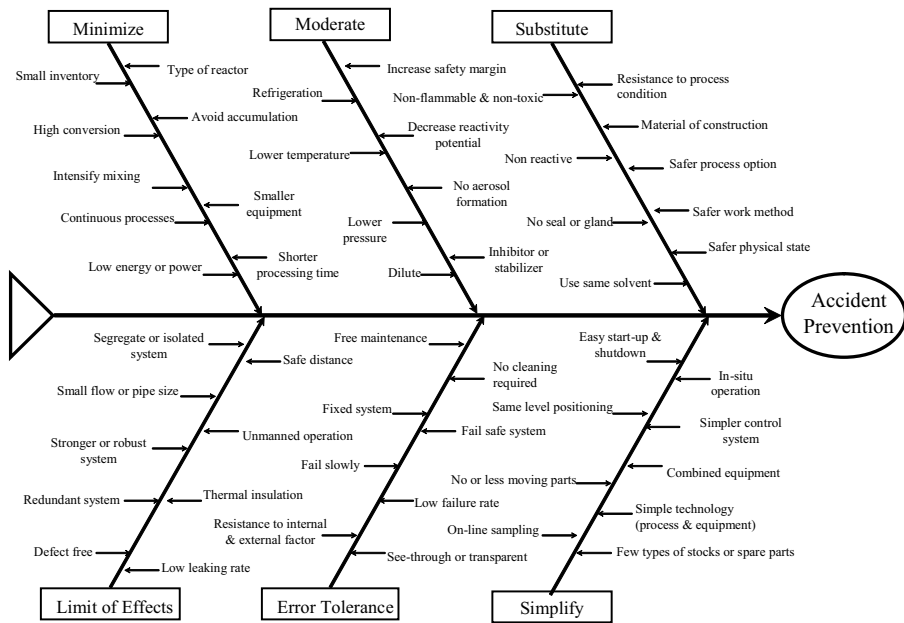 Minimize
Moderate
Substitute
Type of reactor
Small inventory
Avoid accumulation
High conversion
Intensify mixing
Smaller
equipment
Continuous processes
Shorter
processing time
Low energy or power
Increase safety margin
Refrigeration
Decrease reactivity
potential
Lower temperature
No aerosol
formation
Lower
pressure
Inhibitor or
stabilizer
Dilute
Resistance to process
condition
Non-flammable & non-toxic
Material of construction
Non reactive
Safer process option
Safer work method
No seal or gland
Safer physical state
Use same solvent
Accident
Prevention
Segregate or isolated
system
Safe distance
Small flow or pipe size
Unmanned operation
Stronger or robust
system
Redundant system
Thermal insulation
Defect free
Low leaking rate
Free maintenance
No cleaning
required
Fixed system
Fail safe system
Fail slowly
Low failure rate
Resistance to internal
& external factor
See-through or transparent
Easy start-up &
shutdown
In-situ
operation
Same level positioning
Simpler control
system
Combined equipment
No or less moving parts
Simple technology
(process & equipment)
On-line sampling
Few types of stocks or spare parts
Limit of Effects
Error Tolerance
Simplify